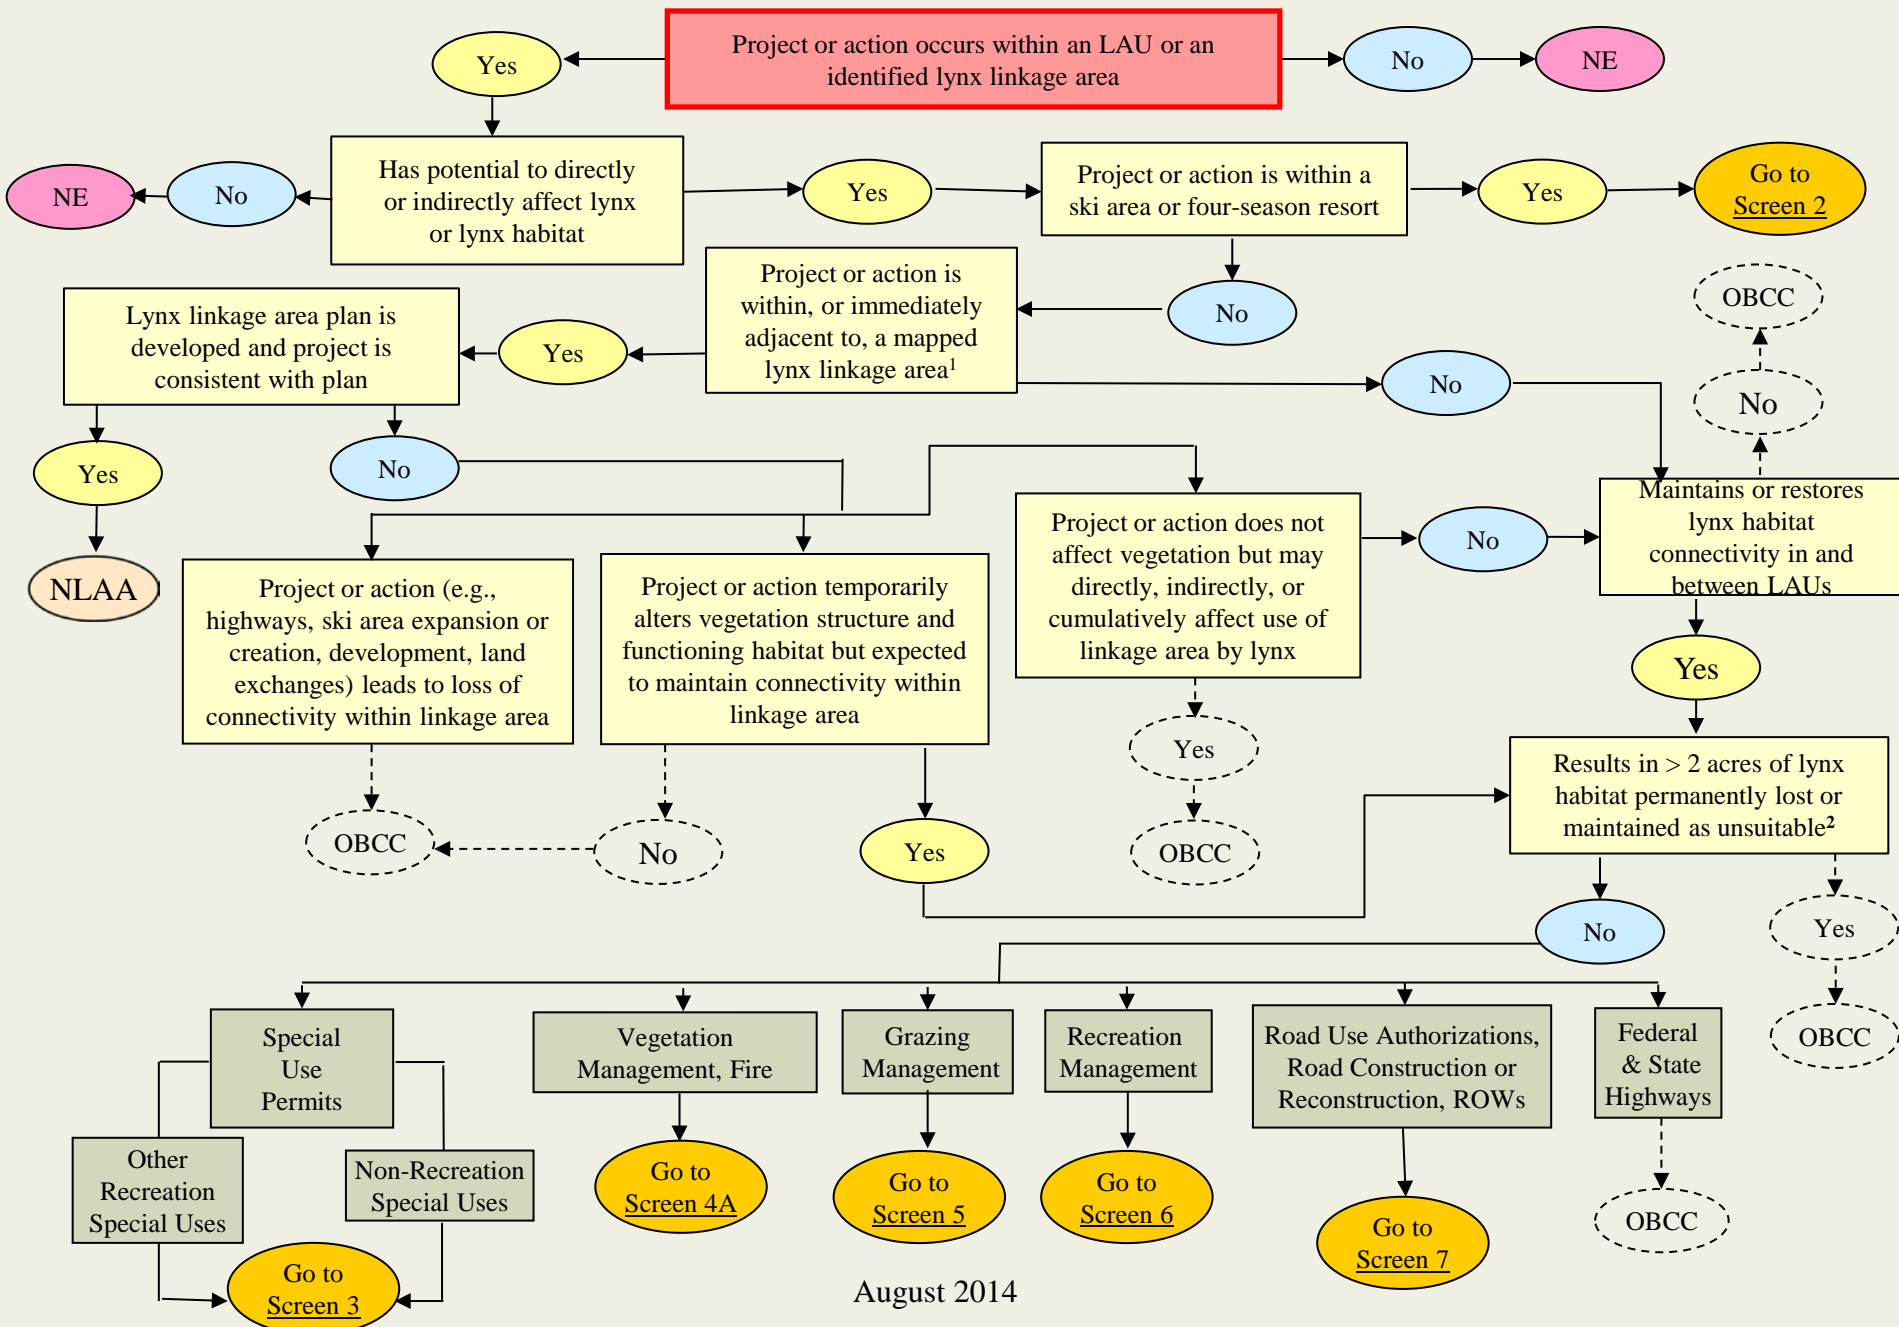 Project or action occurs within an LAU or an
identified lynx linkage area
Yes
No
NE
Has potential to directly
or indirectly affect lynx
or lynx habitat
NE
No
Yes
Project or action is within a
ski area or four-season resort
Yes
Go to
Screen 2
Project or action is
within, or immediately
adjacent to, a mapped
lynx linkage area1
No
OBCC
No
Lynx linkage area plan is
developed and project is
consistent with plan
Yes
No
Yes
No
NLAA
Project or action (e.g.,
highways, ski area expansion or
creation, development, land
exchanges) leads to loss of
connectivity within linkage area
Project or action temporarily
alters vegetation structure and
functioning habitat but expected
to maintain connectivity within
linkage area
Project or action does not
affect vegetation but may
directly, indirectly, or
cumulatively affect use of
linkage area by lynx
No
Maintains or restores
lynx habitat
connectivity in and
between LAUs
Yes
Yes
OBCC
No
Yes
OBCC
Results in > 2 acres of lynx
habitat permanently lost or
maintained as unsuitable2
No
Yes
OBCC
Special
Use
Permits
Vegetation
Management, Fire
Grazing
Management
Recreation
Management
Road Use Authorizations,
Road Construction or
Reconstruction, ROWs
Federal
& State
Highways
Other
Recreation
Special Uses
Non-Recreation
Special Uses
Go to
Screen 4A
Go to
Screen 5
Go to
Screen 6
Go to
Screen 7
OBCC
Go to
Screen 3
August 2014